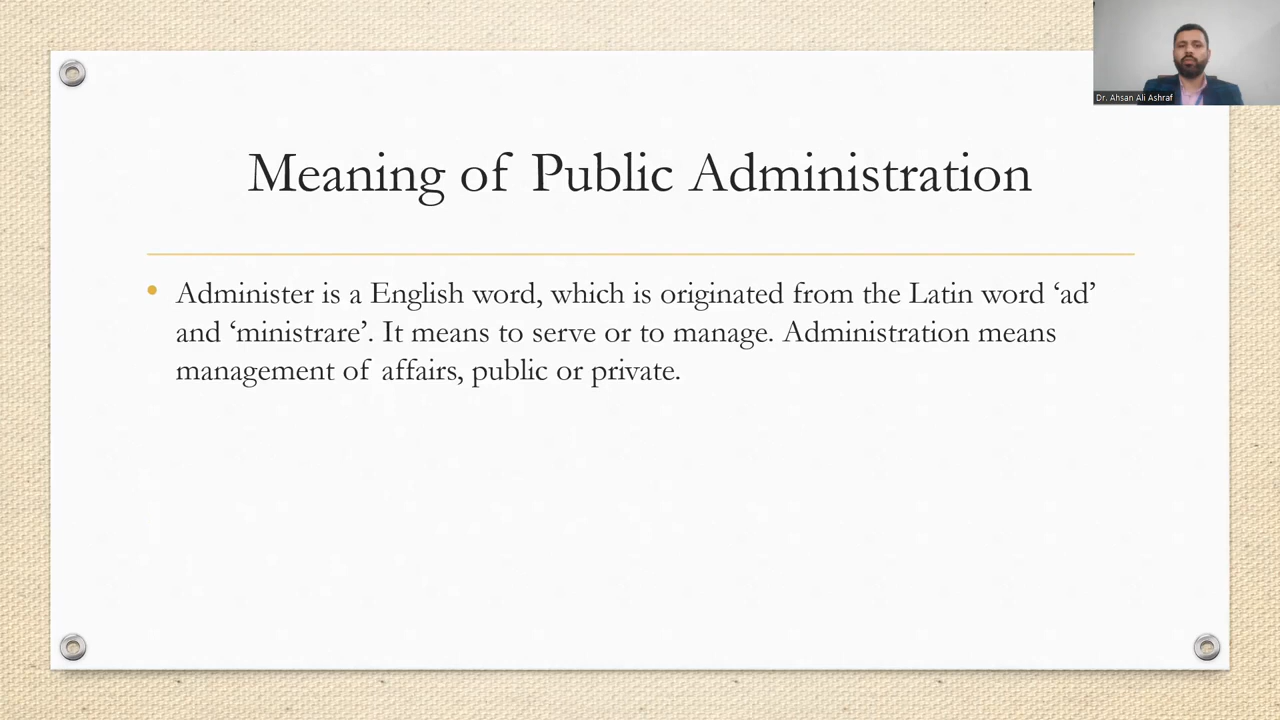 Dr. Ahsan Ali Ashraf
Meaning of Public Administration
Administer is a English word, which is originated from the Latin word ‘ad’
and ‘ministrare’. It means to serve or to manage. Administration means
management of affairs, public or private.